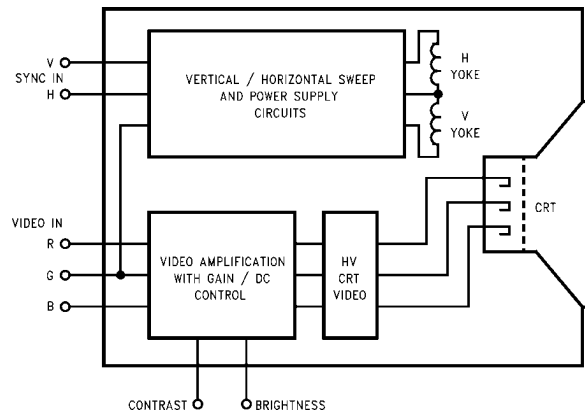 V
SYNC IN
H
VERTICAL / HORIZONTAL SWEEP
AND POWER SUPPLY
CIRCUITS
H
YOKE
V
YOKE
CRT
VIDEO IN
R
G
B
VIDEO AMPLIFICATION
WITH GAIN / DC
CONTROL
HV
CRT
VIDEO
CONTRAST
BRIGHTNESS